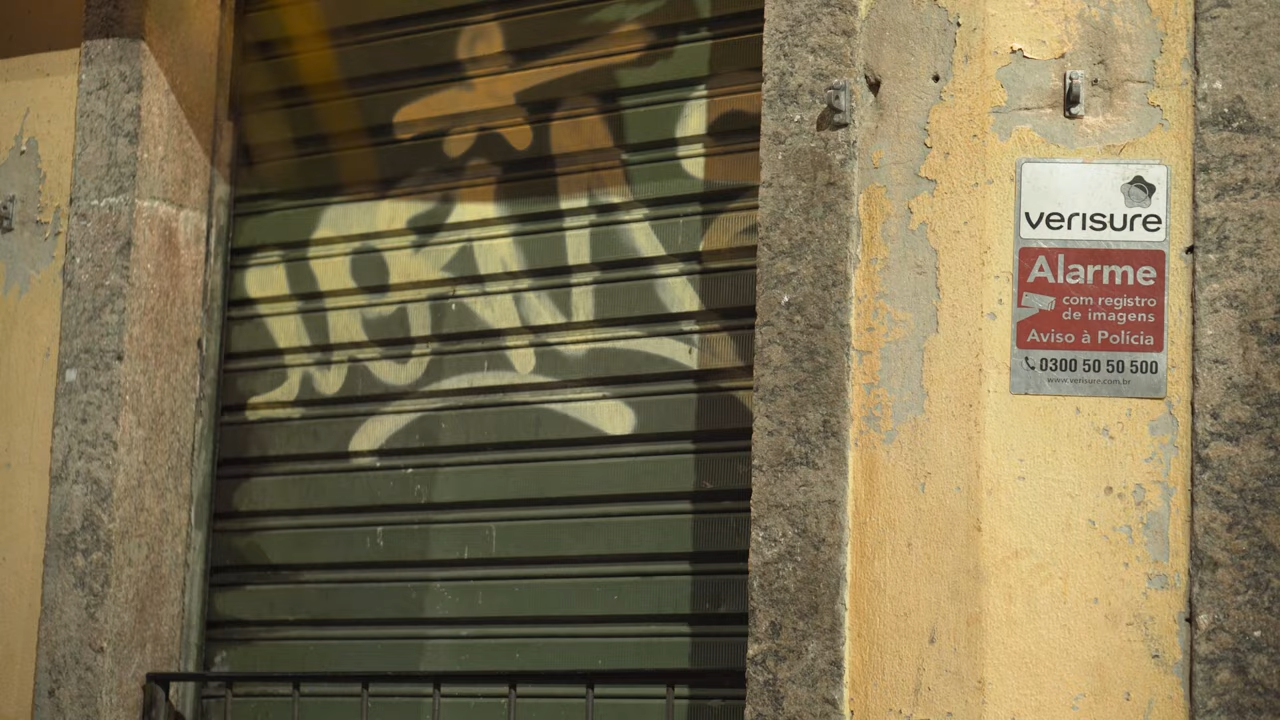 verisure
Alarme
com registro
de imagens
Aviso à Polícia
0300 50 50 500
www.verisure.com.br